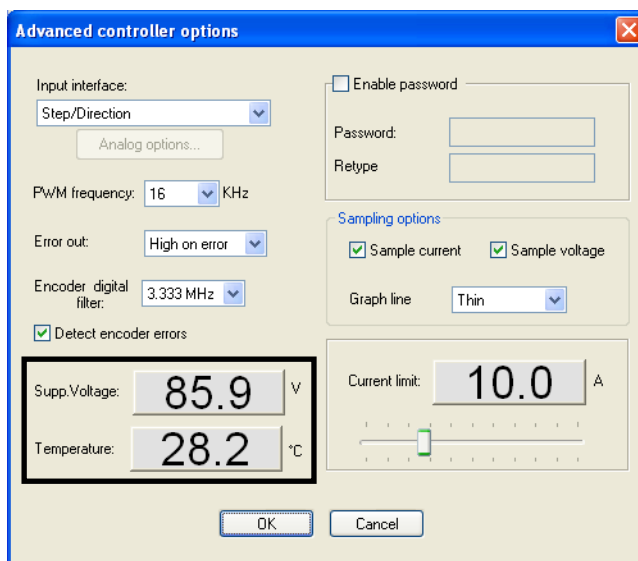 Advanced controller options
Input interface:
Step/Direction
Analog options...
PWM frequency: 16 KHz
Error out: High on error
Encoder digital
filter: 3.333 MHz
Detect encoder errors
Supp.Voltage: 85.9 V
Temperature: 28.2 °C
Enable password
Password:
Retype
Sampling options
Sample current Sample voltage
Graph line Thin
Current limit: 10.0 A
OK Cancel